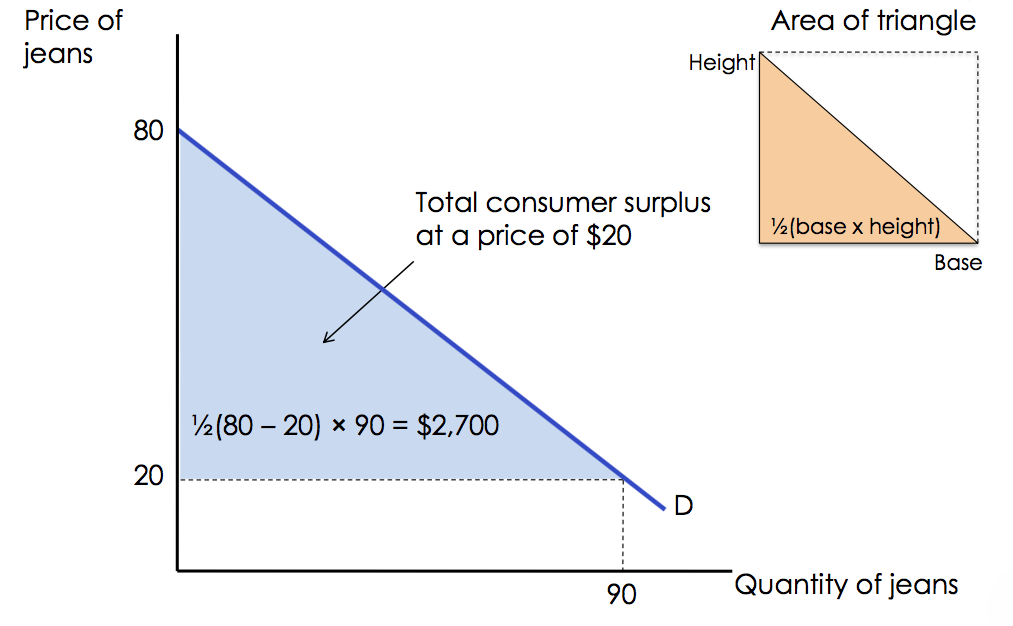 Price of
jeans
Area of triangle
Height
80
Total consumer surplus
at a price of $20
½(base x height)
Base
½(80 – 20) × 90 = $2,700
20
D
90
Quantity of jeans